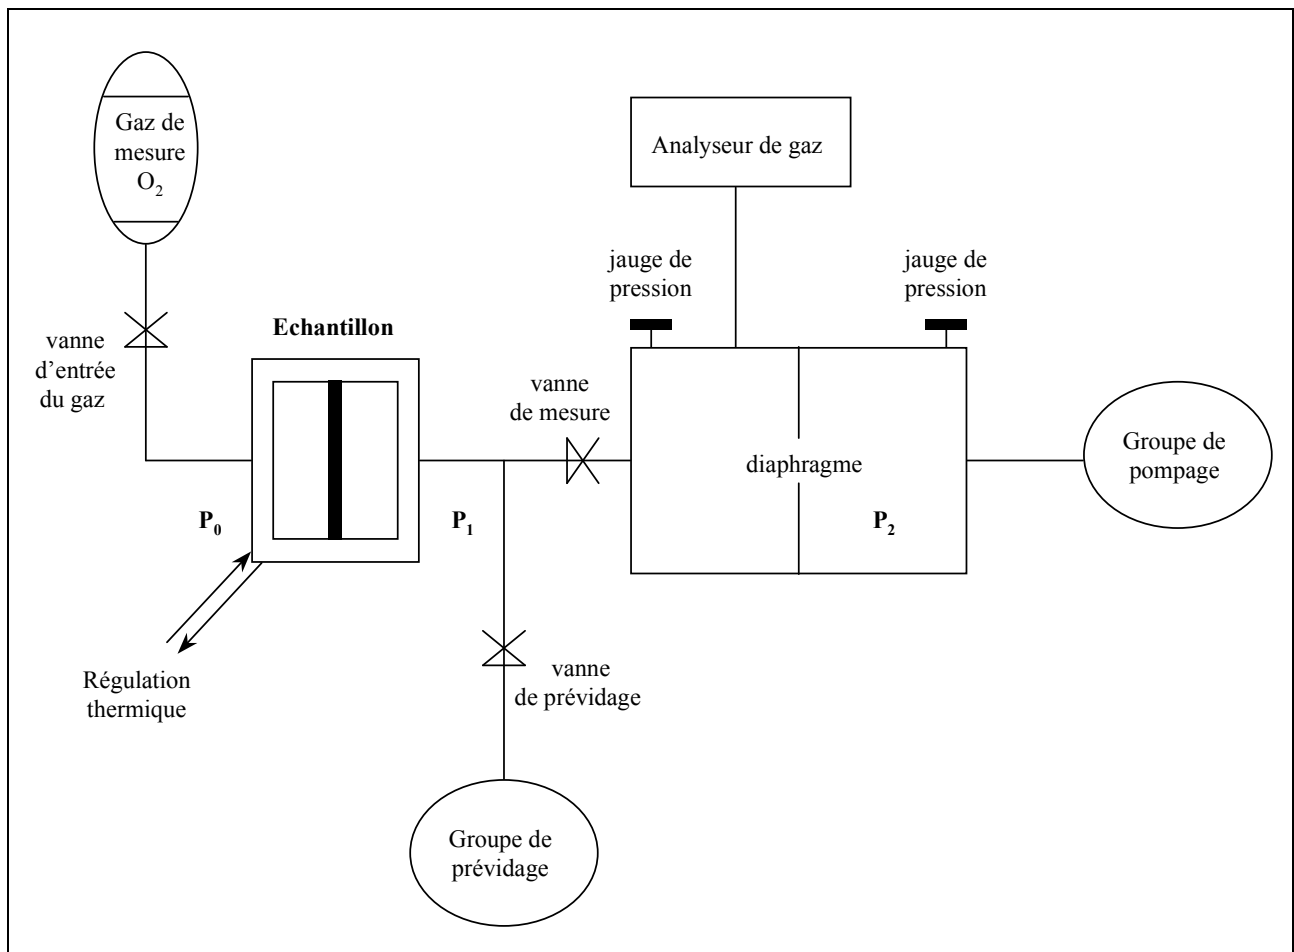 Gaz de
mesure
O₂
Analyseur de gaz
jauge de
pression
jauge de
pression
vanne
d’entrée
du gaz
Echantillon
vanne
de mesure
diaphragme
Groupe de
pompage
P₀
P₁
P₂
Régulation
thermique
vanne
de prévidage
Groupe de
prévidage